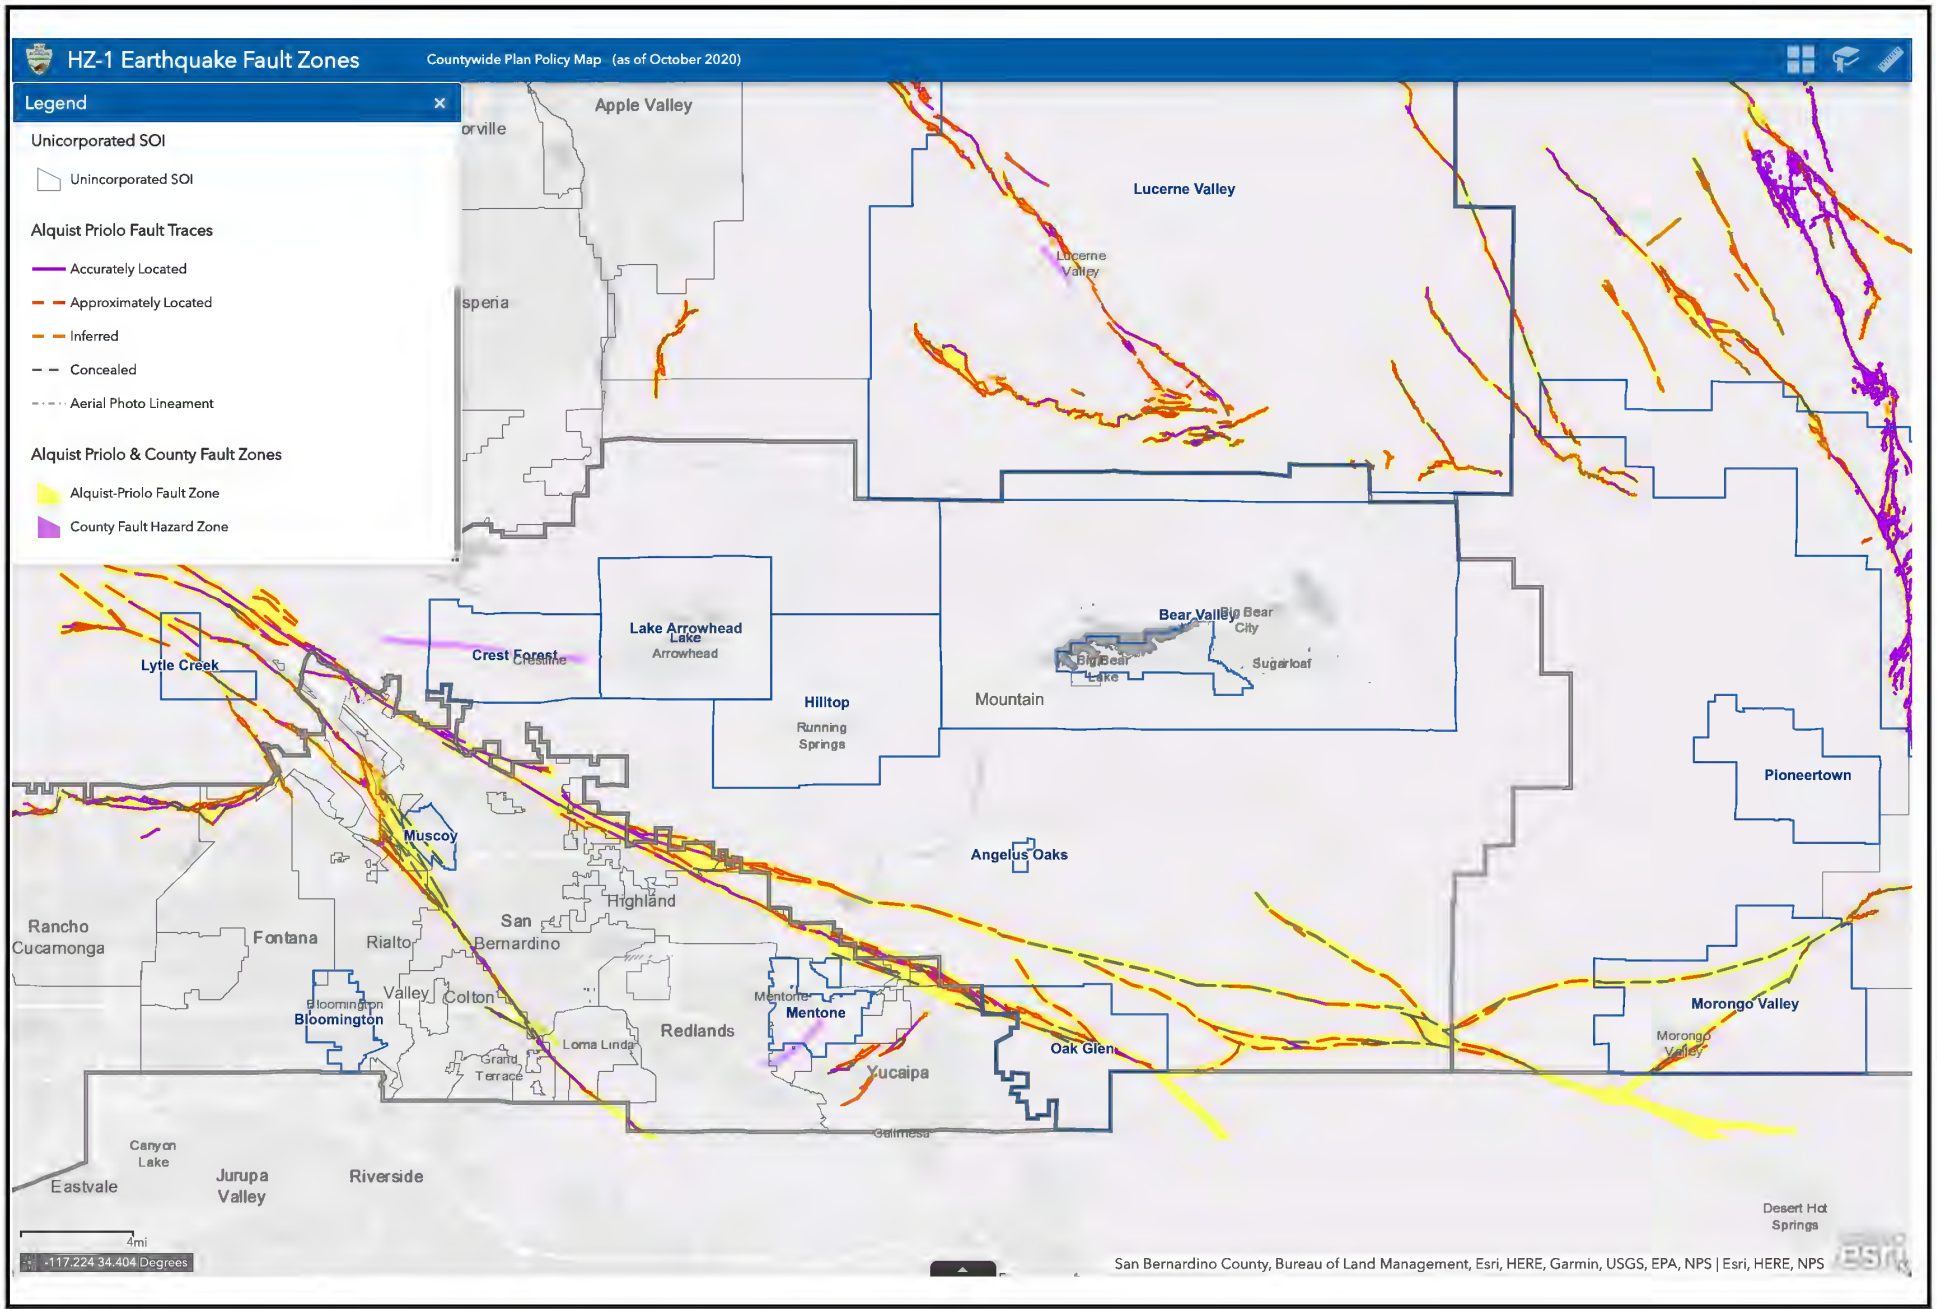 HZ-1 Earthquake Fault Zones
Countywide Plan Policy Map (as of October 2020)
Legend
×
Unicorporated SOI
Unincorporated SOI
Alquist Priolo Fault Traces
Accurately Located
Approximately Located
Inferred
Concealed
Aerial Photo Lineament
Alquist Priolo & County Fault Zones
Alquist-Priolo Fault Zone
County Fault Hazard Zone
Apple Valley
orville
Lucerne Valley
Lucerne
Valley
speria
Lake Arrowhead
Lake
Arrowhead
Crest Forest
Crestline
Lytle Creek
Bear Valley
Big Bear
City
Big Bear
Lake
Sugarloaf
Mountain
Hilltop
Running
Springs
Pioneertown
Muscoy
Angelus Oaks
Highland
San
Bernardino
Rancho
Cucamonga
Fontana
Rialto
Valley
Colton
Bloomington
Bloomington
Mentone
Mentone
Redlands
Loma Linda
Grand
Terrace
Yucaipa
Oak Glen
Morongo Valley
Morongo
Valley
Calimesa
Canyon
Lake
Eastvale
Jurupa
Valley
Riverside
Desert Hot
Springs
4mi
-117.224 34.404 Degrees
San Bernardino County, Bureau of Land Management, Esri, HERE, Garmin, USGS, EPA, NPS | Esri, HERE, NPS
esri